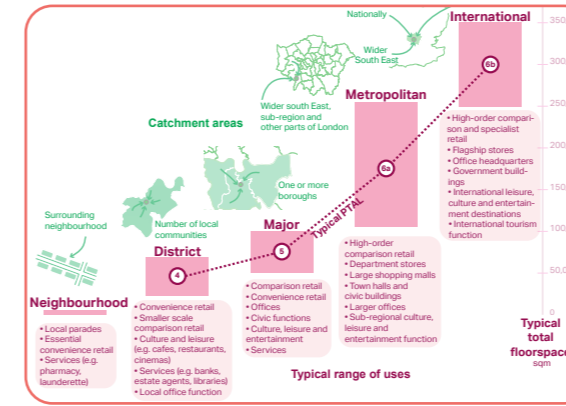 Nationally
International
350
Wider
South East
6b
300
Metropolitan
Wider south East,
sub-region and
other parts of London
Catchment areas
250
• High-order compari-
son and specialist
retail
• Flagship stores
• Office headquarters
• Government build-
ings
• International leisure,
culture and entertain-
ment destinations
• International tourism
function
200
6a
150
One or more
boroughs
Typical PTAL
Surrounding
neighbourhood
Number of local
communities
Major
100
5
• High-order
comparison retail
• Department stores
• Large shopping malls
• Town halls and
civic buildings
• Larger offices
• Sub-regional culture,
leisure and
entertainment function
District
4
50,0
• Comparison retail
• Convenience retail
• Offices
• Civic functions
• Culture, leisure and
entertainment
• Services
Neighbourhood
• Convenience retail
• Smaller scale
comparison retail
• Culture and leisure
(e.g. cafes, restaurants,
cinemas)
• Services (e.g. banks,
estate agents, libraries)
• Local office function
0
• Local parades
• Essential
convenience retail
• Services (e.g.
pharmacy,
launderette)
Typical
total
floorspace
sqm
Typical range of uses